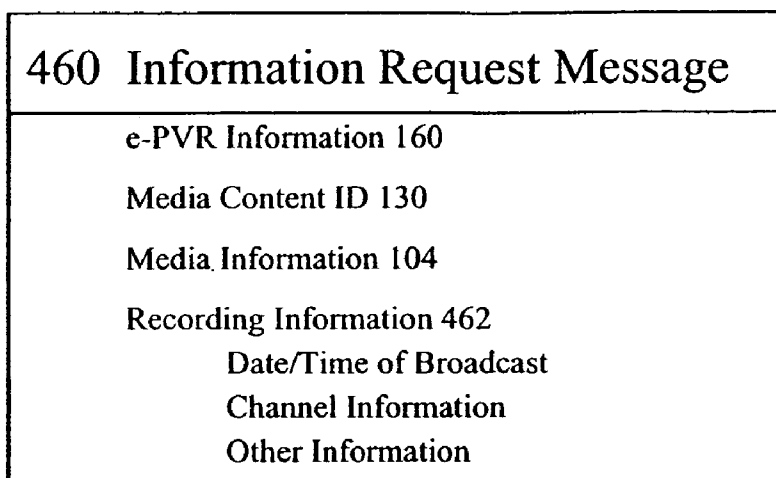 460 Information Request Message
e-PVR Information 160
Media Content ID 130
Media Information 104
Recording Information 462
Date/Time of Broadcast
Channel Information
Other Information